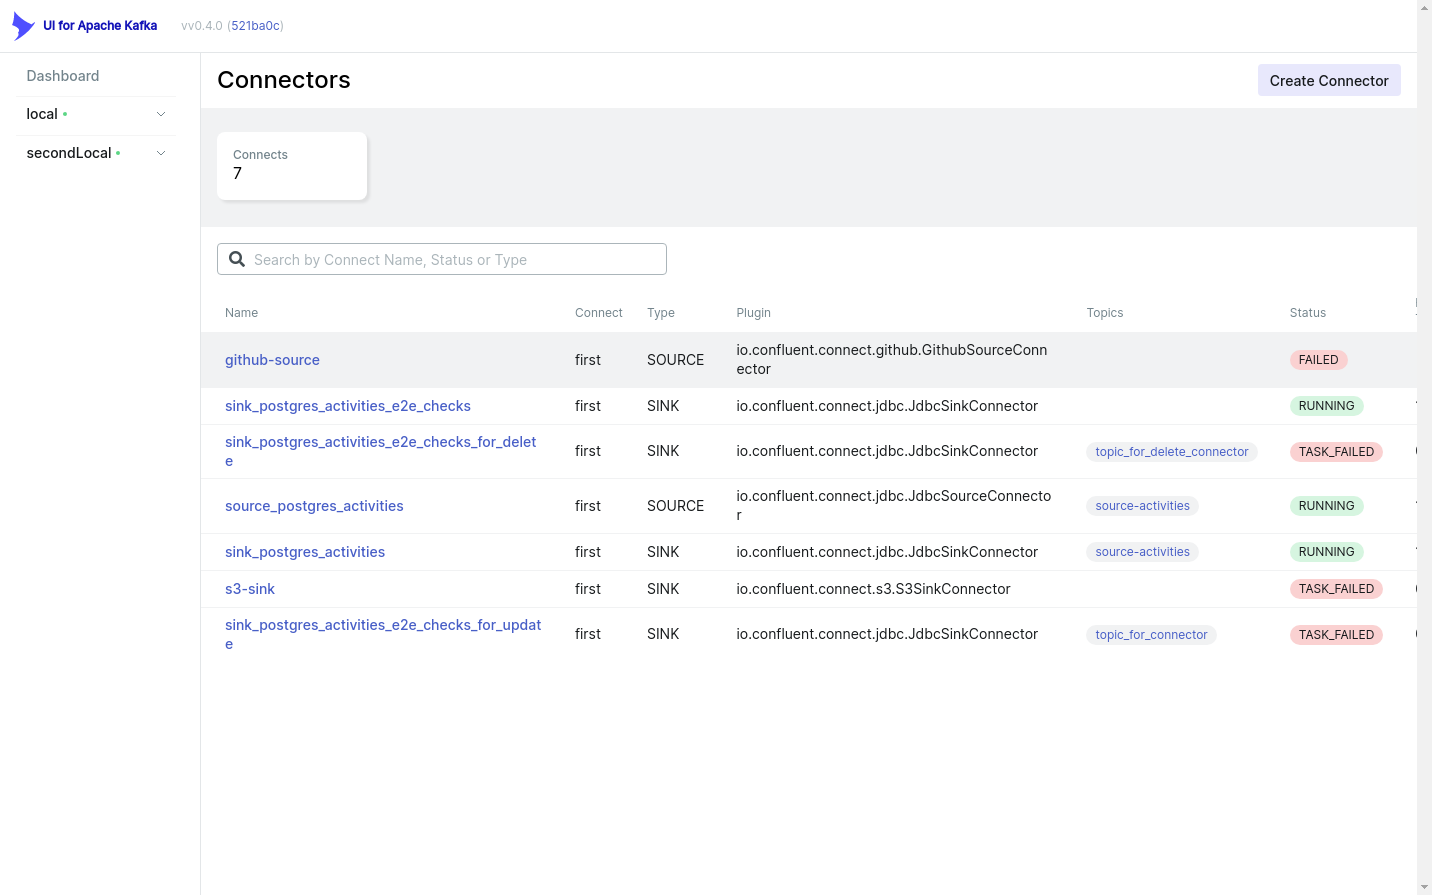 UI for Apache Kafka vv0.4.0 (521ba0c)
Dashboard
local
secondLocal
Connectors
Create Connector
Connects
7
Search by Connect Name, Status or Type
Name Connect Type Plugin Topics Status
github-source first SOURCE io.confluent.connect.github.GithubSourceConn
ector FAILED
sink_postgres_activities_e2e_checks first SINK io.confluent.connect.jdbc.JdbcSinkConnector RUNNING
sink_postgres_activities_e2e_checks_for_delet
e first SINK io.confluent.connect.jdbc.JdbcSinkConnector topic_for_delete_connector TASK_FAILED
source_postgres_activities first SOURCE io.confluent.connect.jdbc.JdbcSourceConnecto
r source-activities RUNNING
sink_postgres_activities first SINK io.confluent.connect.jdbc.JdbcSinkConnector source-activities RUNNING
s3-sink first SINK io.confluent.connect.s3.S3SinkConnector TASK_FAILED
sink_postgres_activities_e2e_checks_for_updat
e first SINK io.confluent.connect.jdbc.JdbcSinkConnector topic_for_connector TASK_FAILED